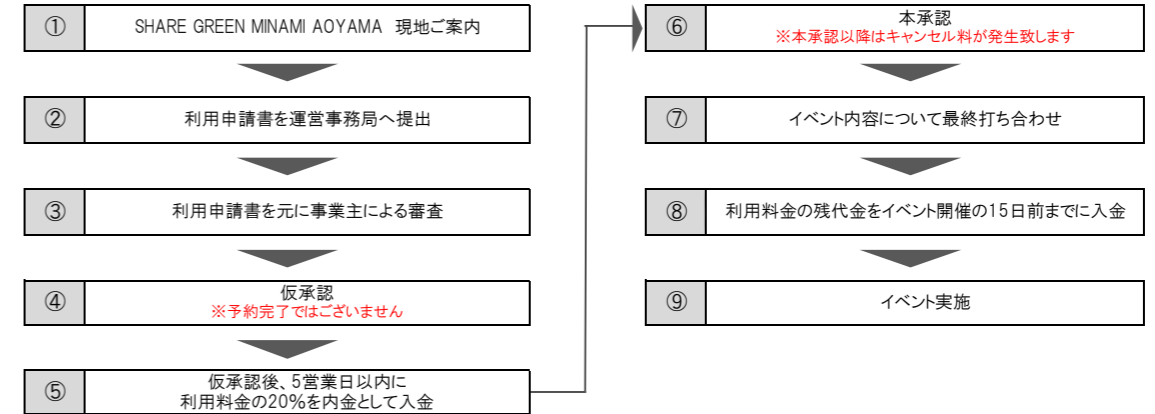 ①
SHARE GREEN MINAMI AOYAMA 現地ご案内
②
利用申請書を運営事務局へ提出
③
利用申請書を元に事業主による審査
④
仮承認
※予約完了ではございません
⑤
仮承認後、5営業日以内に
利用料金の20%を内金として入金
⑥
本承認
※本承認以降はキャンセル料が発生致します
⑦
イベント内容について最終打ち合わせ
⑧
利用料金の残代金をイベント開催の15日前までに入金
⑨
イベント実施